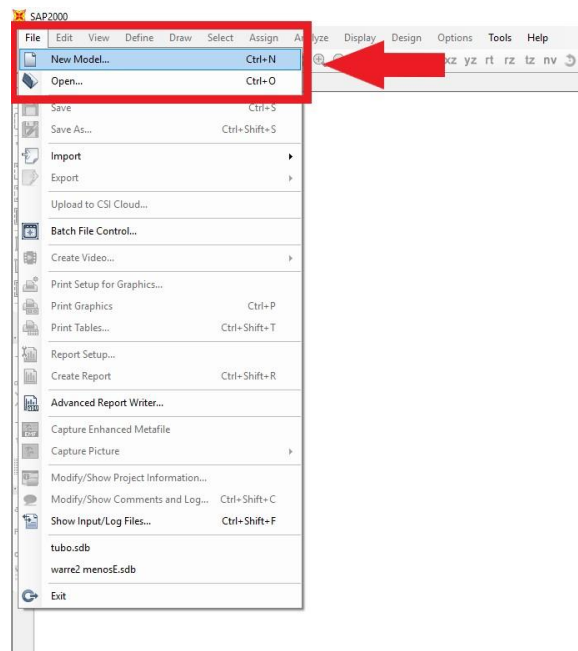 SAP2000
File Edit View Define Draw Select Assign Display Design Options Tools Help
xz yz rt rz tz nv
New Model... Ctrl+N
Open... Ctrl+O
Save Ctrl+S
Save As... Ctrl+Shift+S
Import
Export
Upload to CSI Cloud...
Batch File Control...
Create Video...
Print Setup for Graphics...
Print Graphics Ctrl+P
Print Tables... Ctrl+Shift+T
Report Setup...
Create Report Ctrl+Shift+R
Advanced Report Writer...
Capture Enhanced Metafile
Capture Picture
Modify/Show Project Information...
Modify/Show Comments and Log... Ctrl+Shift+C
Show Input/Log Files... Ctrl+Shift+F
tubo.sdb
warre2 menosE.sdb
Exit